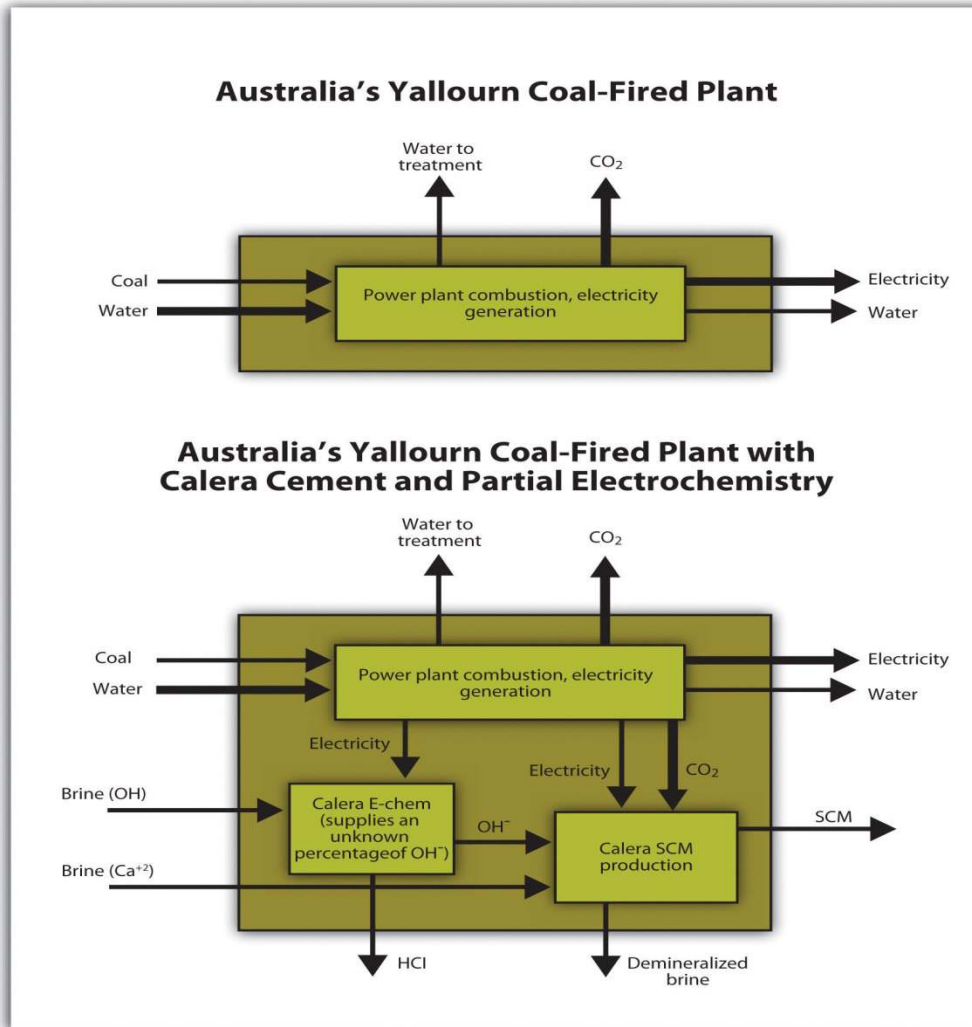 Australia's Yallourn Coal-Fired Plant
Water to
treatment
CO₂
Coal
Water
Power plant combustion, electricity
generation
Electricity
Water
Australia's Yallourn Coal-Fired Plant with
Calera Cement and Partial Electrochemistry
Water to
treatment
CO₂
Coal
Water
Power plant combustion, electricity
generation
Electricity
Water
Electricity
Electricity
CO₂
Brine (OH)
Calera E-chem
(supplies an
unknown
percentageof OH⁻)
OH⁻
Calera SCM
production
SCM
Brine (Ca⁺²)
HCl
Demineralized
brine